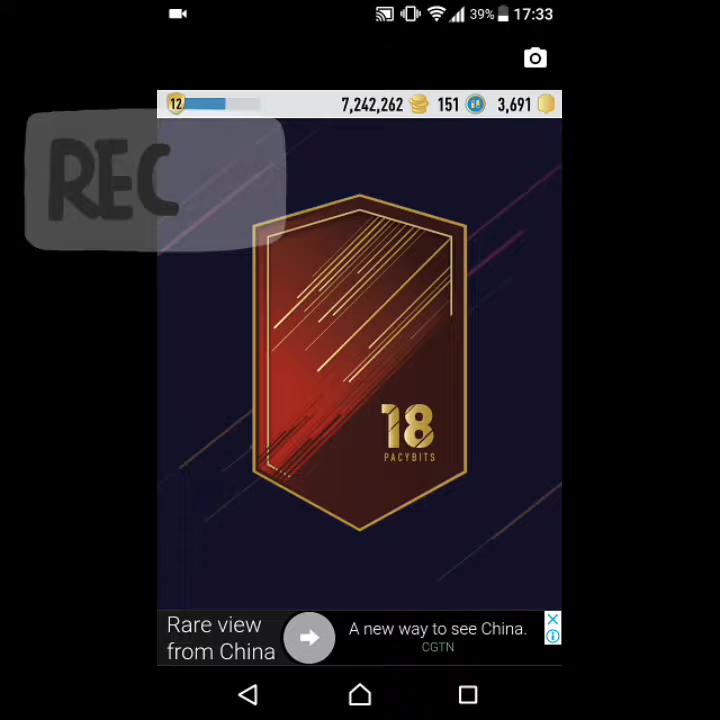 39% 17:33
12 7,242,262 151 3,691
REC
18
PACYBITS
Rare view
from China
A new way to see China.
CGTN